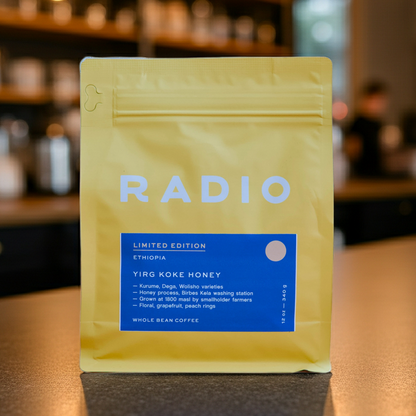 RADIO
LIMITED EDITION
ETHIOPIA
YIRG KOKE HONEY
— Kurume, Dega, Wolisho varieties
— Honey process, Birbes Kela washing station
— Grown at 1800 masl by smallholder farmers
— Floral, grapefruit, peach rings
WHOLE BEAN COFFEE
12 oz — 340 g